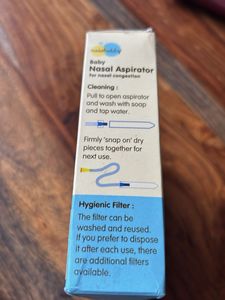 Baby
Nasal Aspirator
for nasal congestion
Cleaning :
Pull to open aspirator
and wash with soap
and tap water.
Firmly 'snap on' dry
pieces together for
next use.
Hygienic Filter :
The filter can be
washed and reused.
If you prefer to dispose
it after each use, there
are additional filters
available.